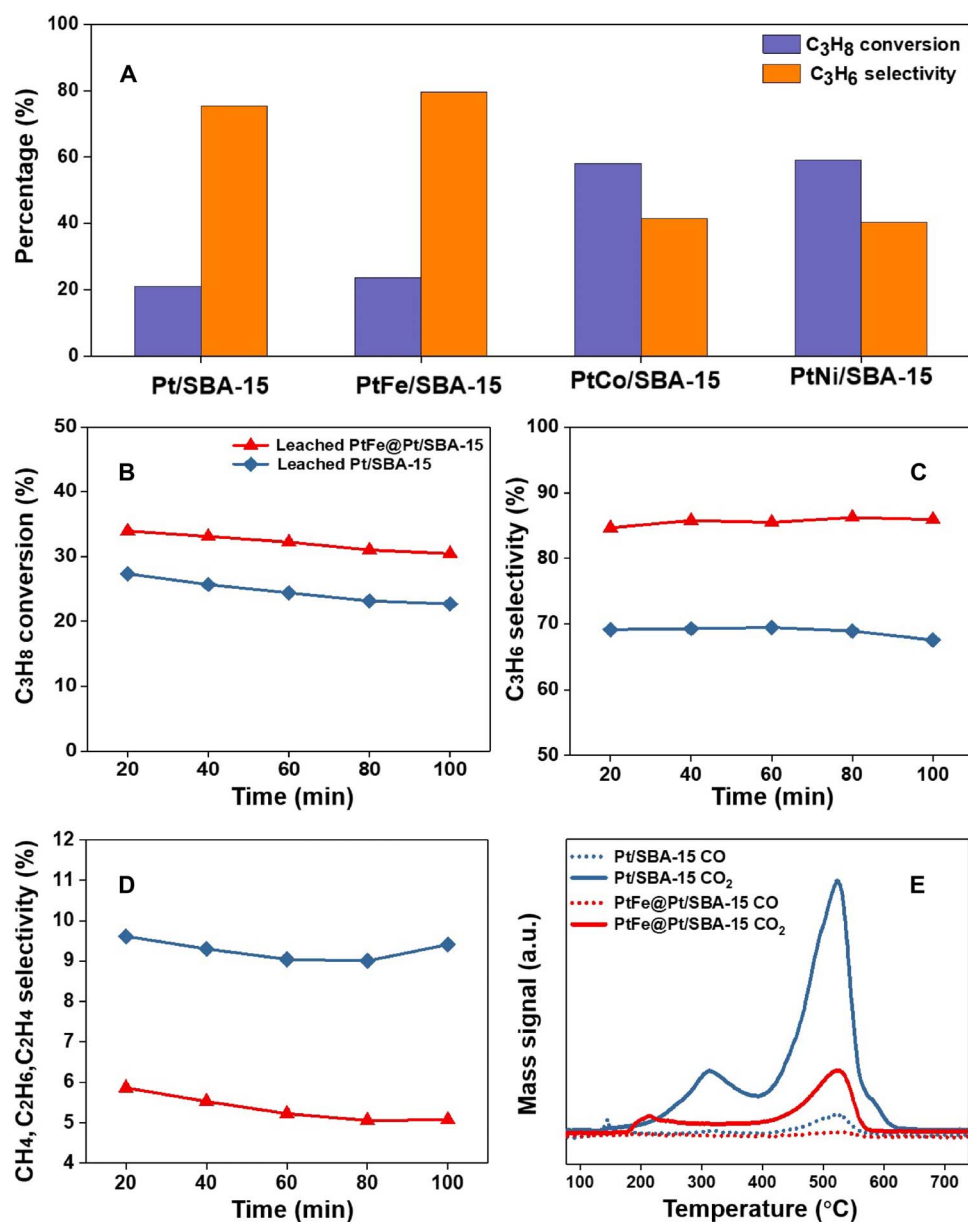 A
C3H8 conversion
C3H6 selectivity
Percentage (%)
100
80
60
40
20
0
Pt/SBA-15 PtFe/SBA-15 PtCo/SBA-15 PtNi/SBA-15
B
Leached PtFe@Pt/SBA-15
Leached Pt/SBA-15
C3H8 conversion (%)
50
40
30
20
10
0
20 40 60 80 100
Time (min)
C
C3H6 selectivity (%)
100
90
80
70
60
50
20 40 60 80 100
Time (min)
D
CH4, C2H6,C2H4 selectivity (%)
12
11
10
9
8
7
6
5
4
20 40 60 80 100
Time (min)
E
Pt/SBA-15 CO
Pt/SBA-15 CO2
PtFe@Pt/SBA-15 CO
PtFe@Pt/SBA-15 CO2
Mass signal (a.u.)
100 200 300 400 500 600 700
Temperature (°C)